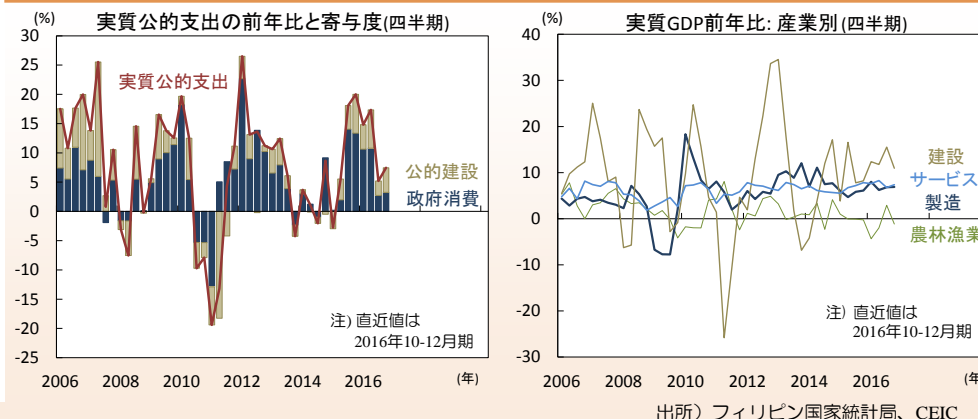 実質公的支出の前年比と寄与度(四半期)
(%)
30
25
20
15
10
5
0
-5
-10
-15
-20
-25
実質公的支出
公的建設
政府消費
注) 直近値は
2016年10-12月期
2006 2008 2010 2012 2014 2016 (年)
実質GDP前年比: 産業別(四半期)
(%)
40
30
20
10
0
-10
-20
-30
建設
サービス
製造
農林漁業
注) 直近値は
2016年10-12月期
2006 2008 2010 2012 2014 2016 (年
出所）フィリピン国家統計局、CEIC